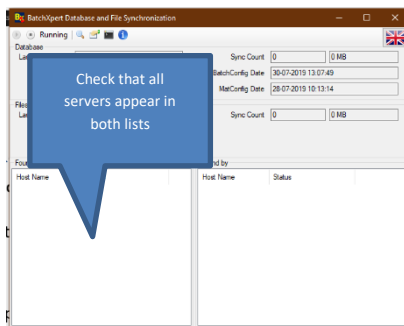 BatchXpert Database and File Synchronization
Running
Database
Sync Count 0 0 MB
BatchConfig Date 30-07-2019 13:07:49
MatConfig Date 28-07-2019 10:13:14
Sync Count 0 0 MB
Check that all
servers appear in
both lists
Host Name
Host Name Status